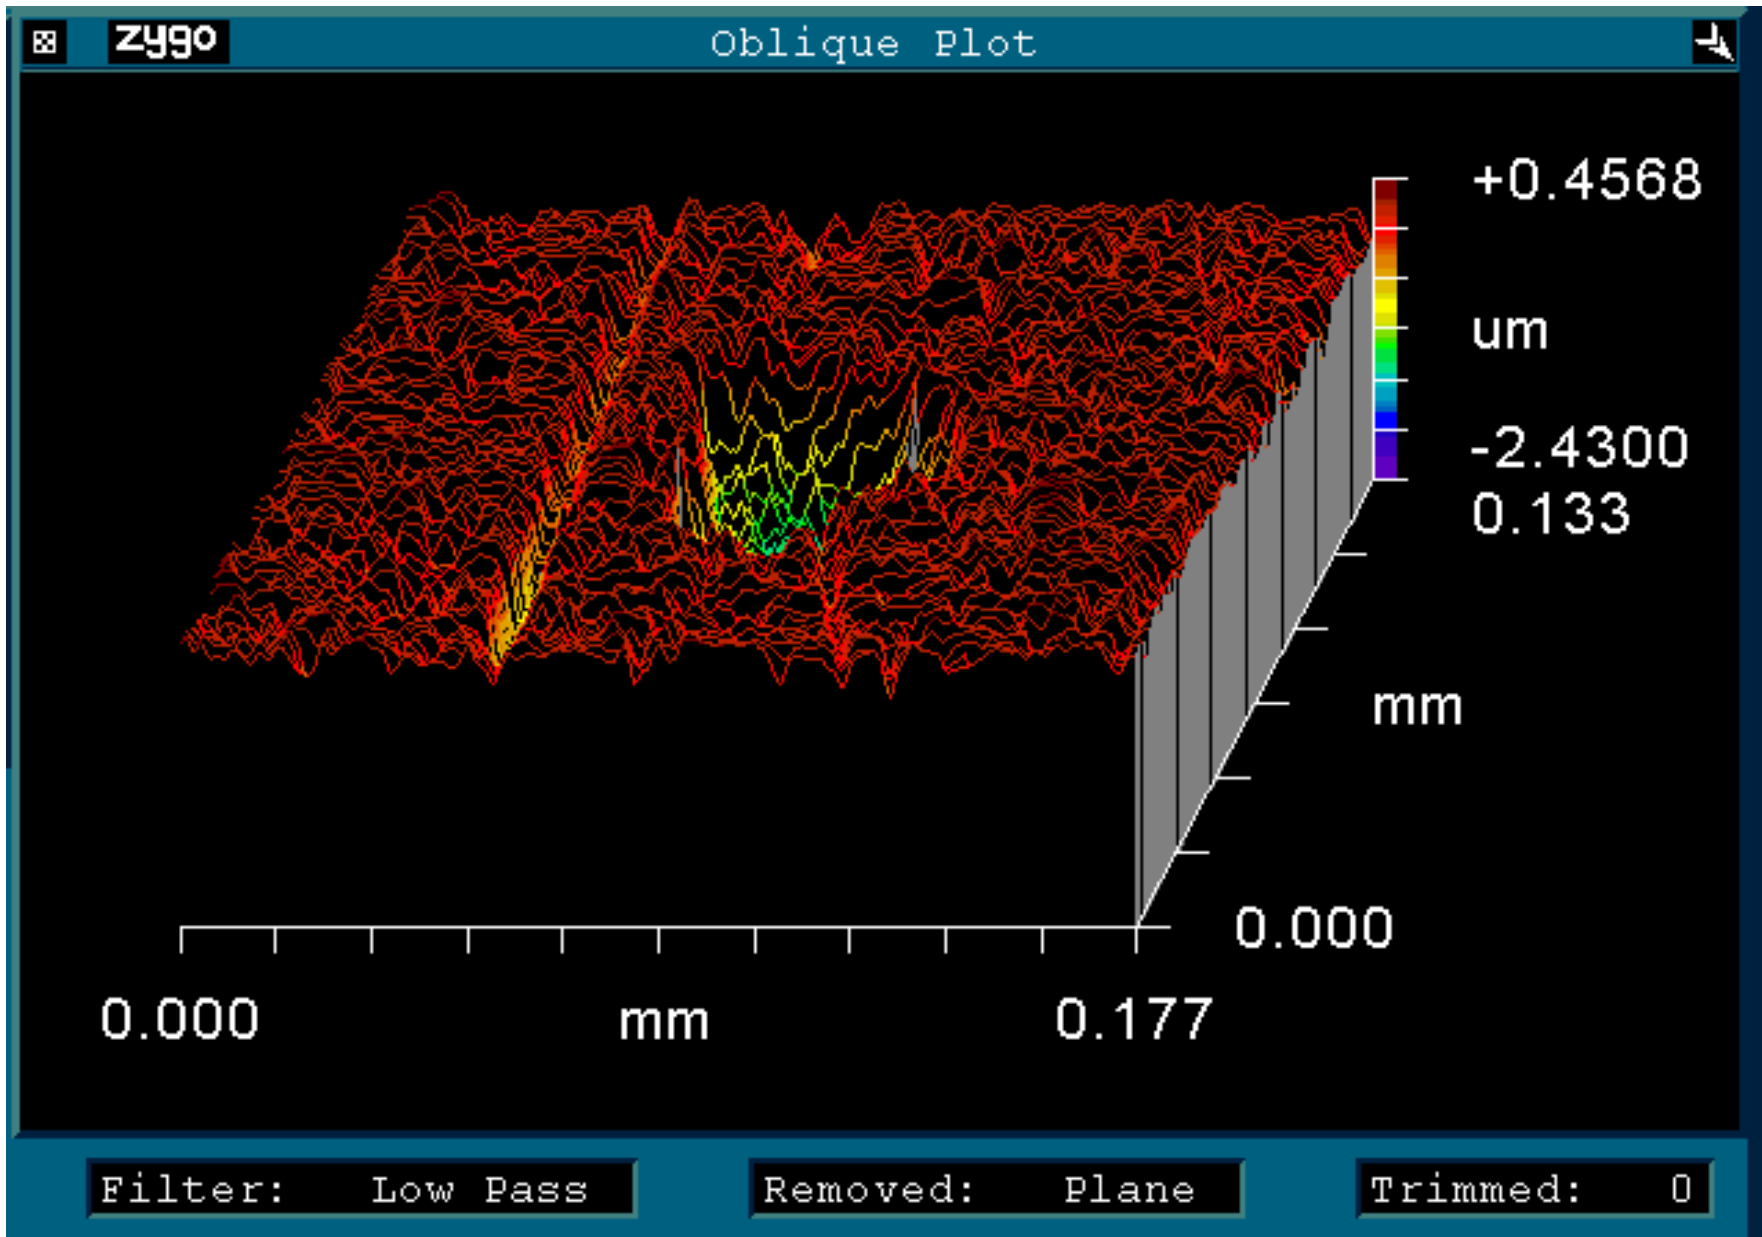 zygo Oblique Plot
+0.4568
um
-2.4300
0.133
mm
0.000
0.000 mm 0.177
Filter: Low Pass Removed: Plane Trimmed: 0